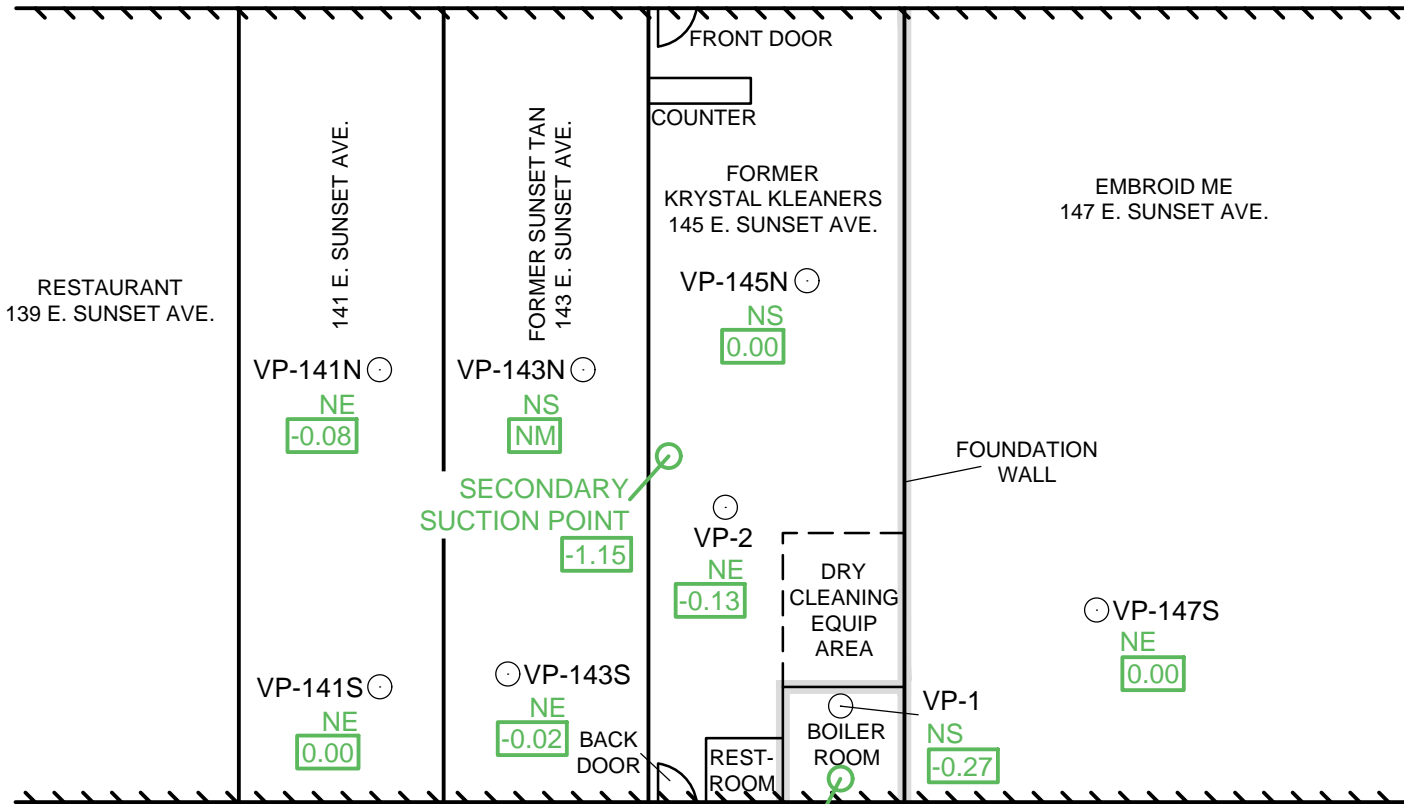 FRONT DOOR
COUNTER
141 E. SUNSET AVE.
FORMER SUNSET TAN
143 E. SUNSET AVE.
FORMER
KRYSTAL KLEANERS
145 E. SUNSET AVE.
EMBROID ME
147 E. SUNSET AVE.
RESTAURANT
139 E. SUNSET AVE.
VP-145N
NS
0.00
VP-141N
NE
-0.08
VP-143N
NS
NM
SECONDARY
SUCTION POINT
-1.15
FOUNDATION
WALL
VP-2
NE
-0.13
DRY
CLEANING
EQUIP
AREA
VP-147S
NE
0.00
VP-141S
NE
0.00
VP-143S
NE
-0.02
BACK
DOOR
REST-
ROOM
BOILER
ROOM
VP-1
NS
-0.27